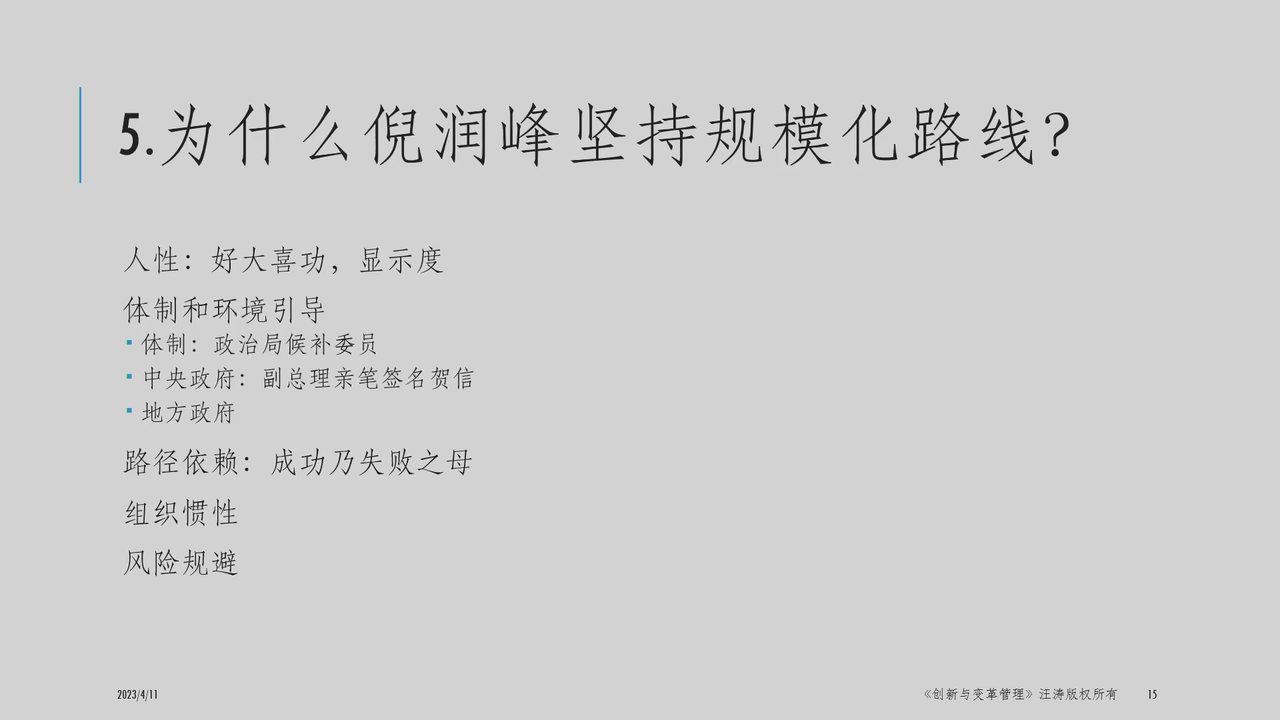 5.为什么倪润峰坚持规模化路线?
人性：好大喜功，显示度
体制和环境引导
▪ 体制：政治局候补委员
▪ 中央政府：副总理亲笔签名贺信
▪ 地方政府
路径依赖：成功乃失败之母
组织惯性
风险规避
2023/4/11
《创新与变革管理》汪涛版权所有
15